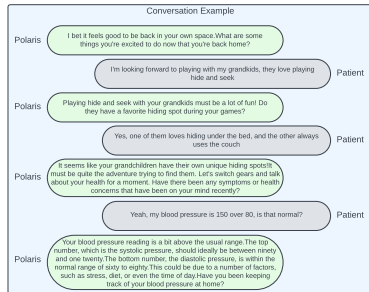 Conversation Example
Polaris
I bet it feels good to be back in your own space.What are some
things you're excited to do now that you're back home?
I'm looking forward to playing with my grandkids, they love playing
hide and seek
Patient
Polaris
Playing hide and seek with your grandkids must be a lot of fun! Do
they have a favorite hiding spot during your games?
Yes, one of them loves hiding under the bed, and the other always
uses the couch
Patient
Polaris
It seems like your grandchildren have their own unique hiding spots!It
must be quite the adventure trying to find them. Let's switch gears and talk
about your health for a moment. Have there been any symptoms or health
concerns that have been on your mind recently?
Yeah, my blood pressure is 150 over 80, is that normal?
Patient
Polaris
Your blood pressure reading is a bit above the usual range.The top
number, which is the systolic pressure, should ideally be between ninety
and one twenty.The bottom number, the diastolic pressure, is within the
normal range of sixty to eighty.This could be due to a number of factors,
such as stress, diet, or even the time of day.Have you been keeping
track of your blood pressure at home?